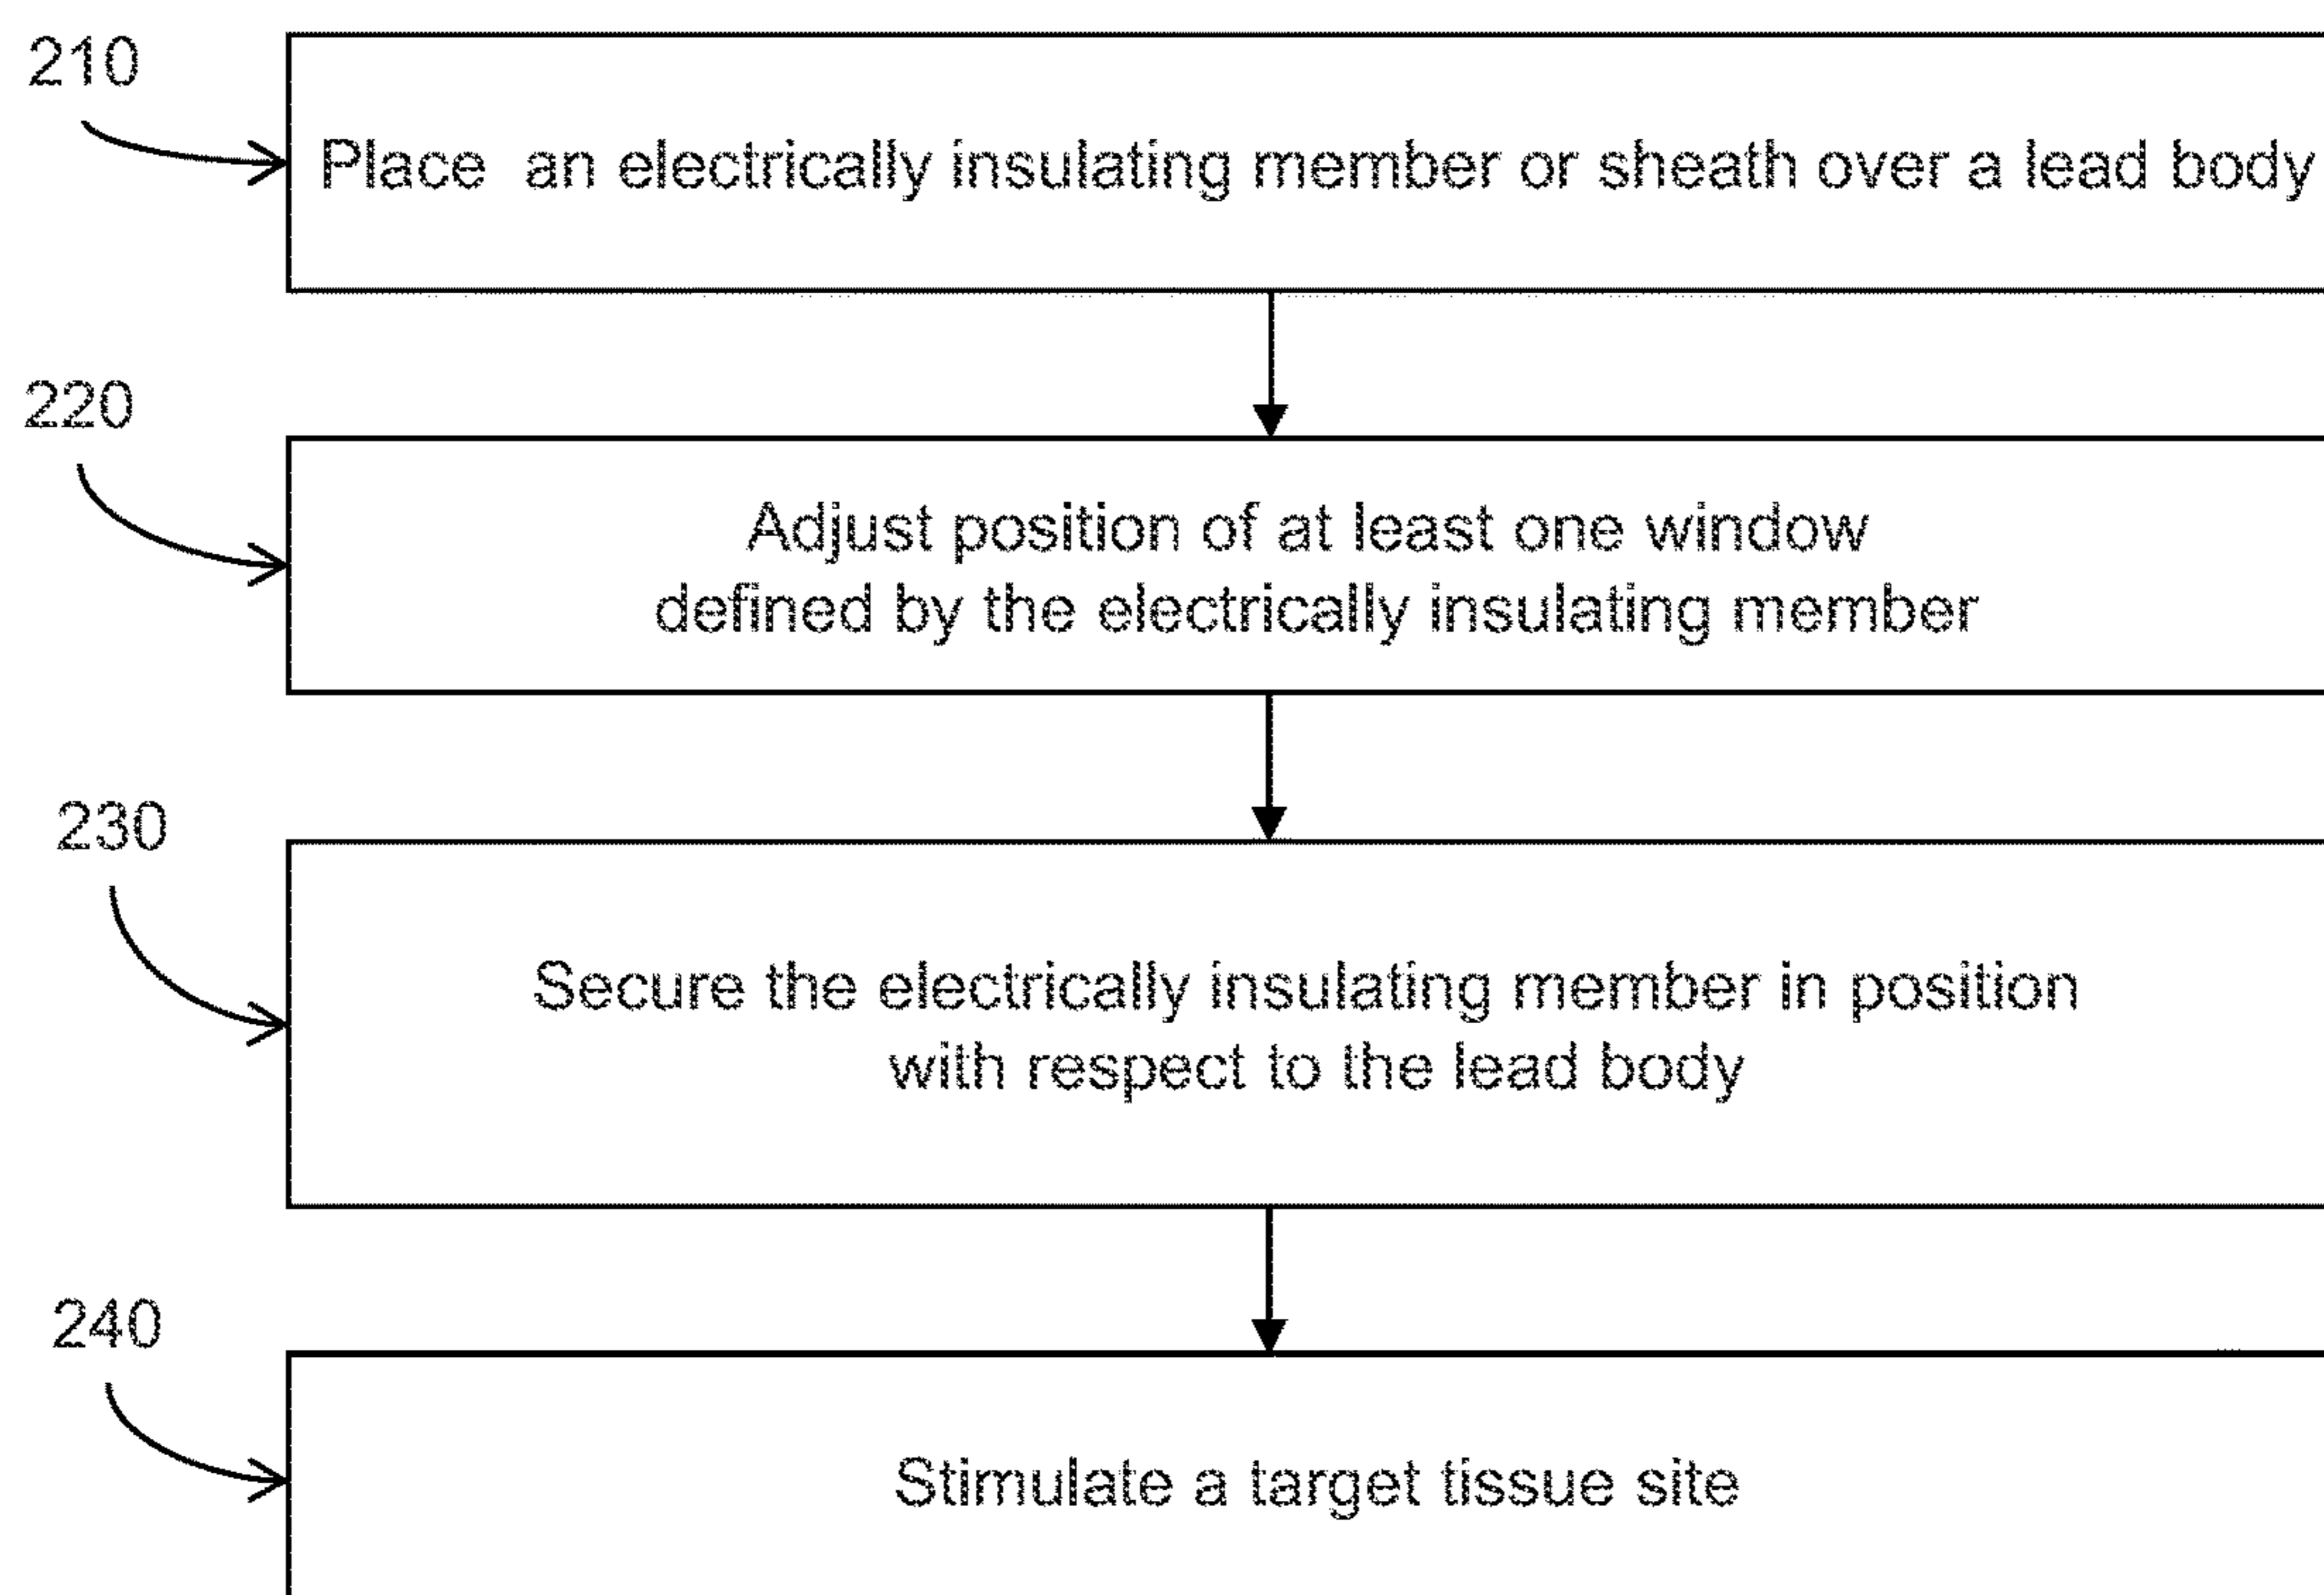 210
Place an electrically insulating member or sheath over a lead body
220
Adjust position of at least one window
defined by the electrically insulating member
230
Secure the electrically insulating member in position
with respect to the lead body
240
Stimulate a target tissue site